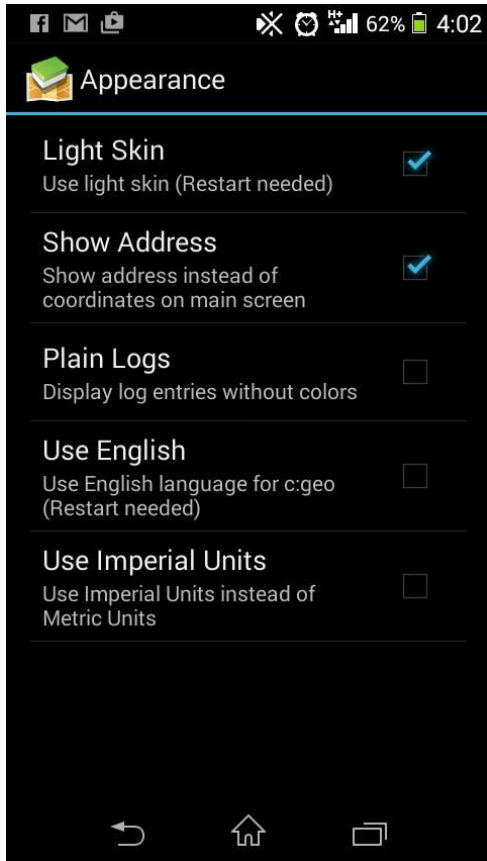 H+ 62% 4:02
Appearance
Light Skin
Use light skin (Restart needed)
Show Address
Show address instead of
coordinates on main screen
Plain Logs
Display log entries without colors
Use English
Use English language for c:geo
(Restart needed)
Use Imperial Units
Use Imperial Units instead of
Metric Units